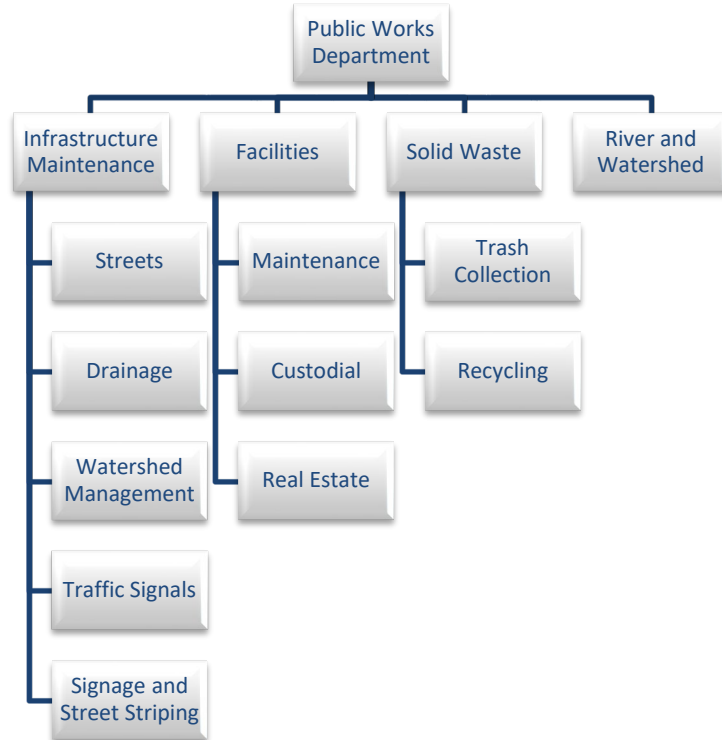 Public Works
Department
Infrastructure
Maintenance
Facilities
Solid Waste
River and
Watershed
Streets
Maintenance
Trash
Collection
Drainage
Custodial
Recycling
Watershed
Management
Real Estate
Traffic Signals
Signage and
Street Striping